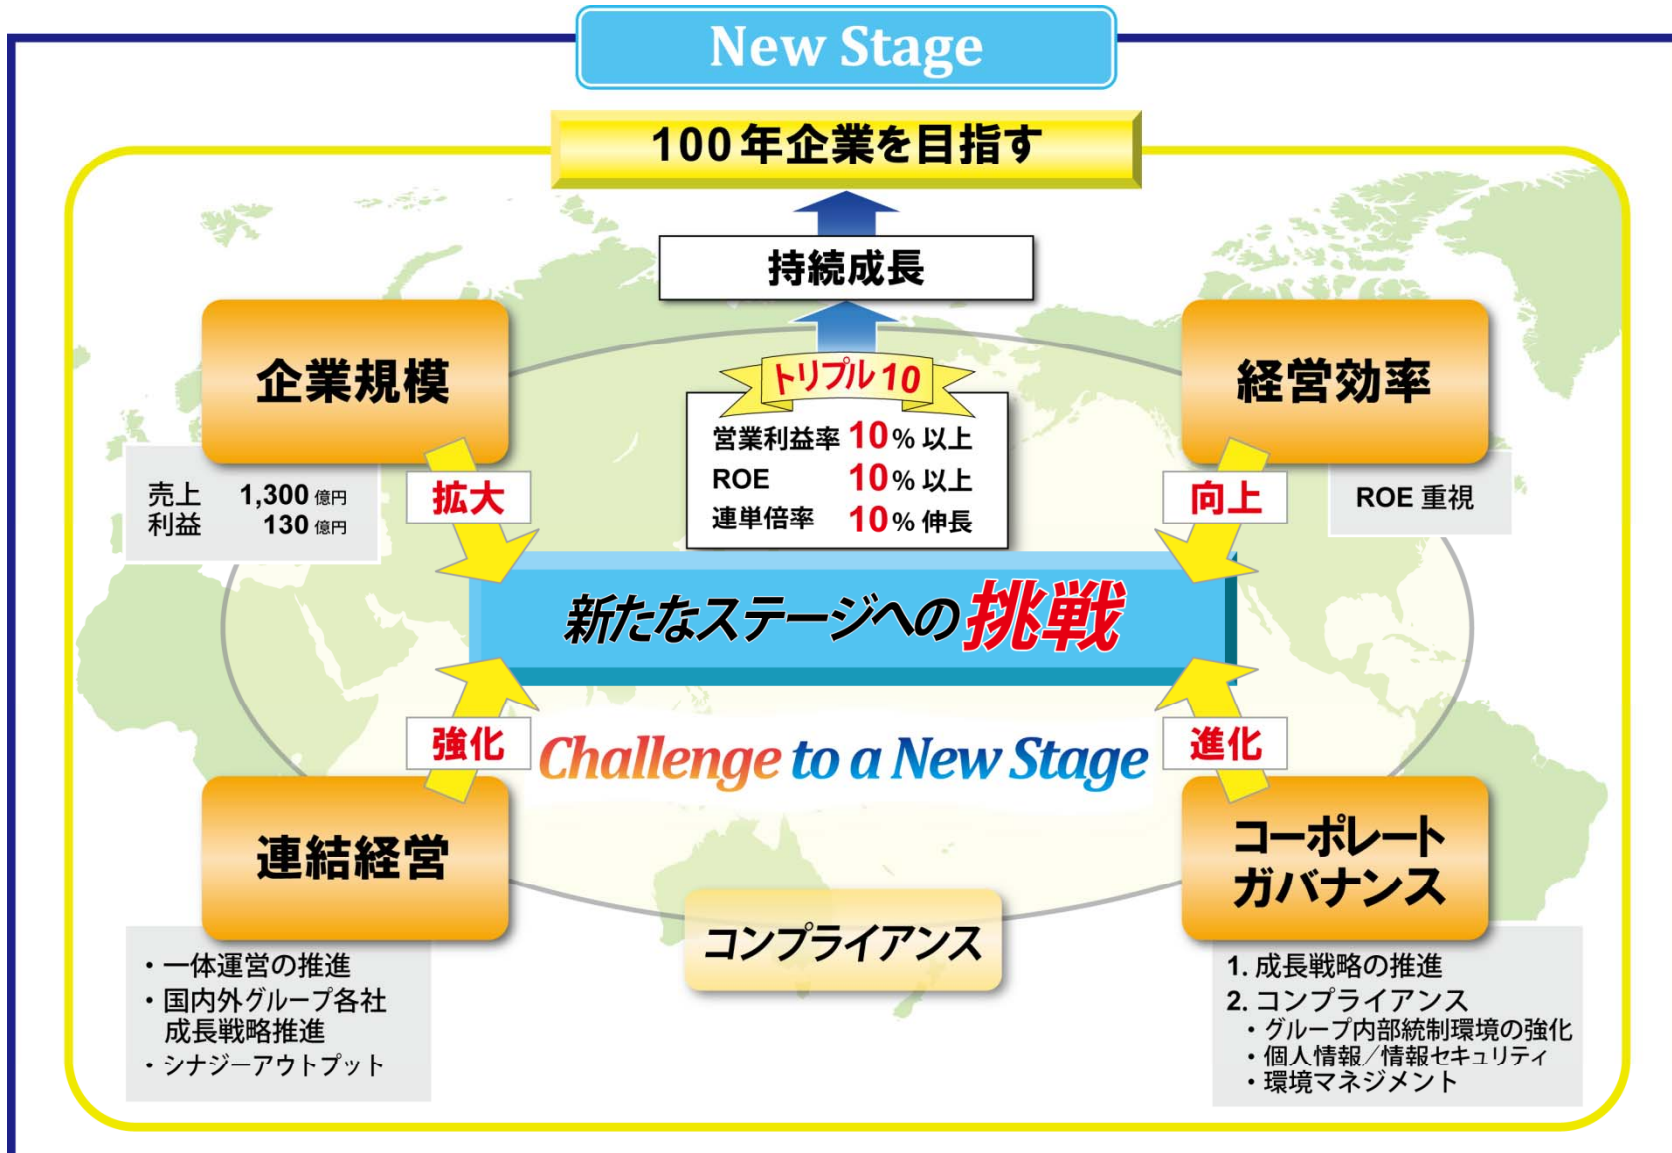 New Stage
100年企業を目指す
持続成長
トリプル10
営業利益率 10% 以上
ROE 10% 以上
連単倍率 10% 伸長
企業規模
売上 1,300 億円
利益 130 億円
拡大
経営効率
ROE 重視
向上
新たなステージへの挑戦
Challenge to a New Stage
強化
連結経営
・一体運営の推進
・国内外グループ各社
成長戦略推進
・シナジーアウトプット
進化
コーポレート
ガバナンス
1. 成長戦略の推進
2. コンプライアンス
・グループ内部統制環境の強化
・個人情報／情報セキュリティ
・環境マネジメント
コンプライアンス